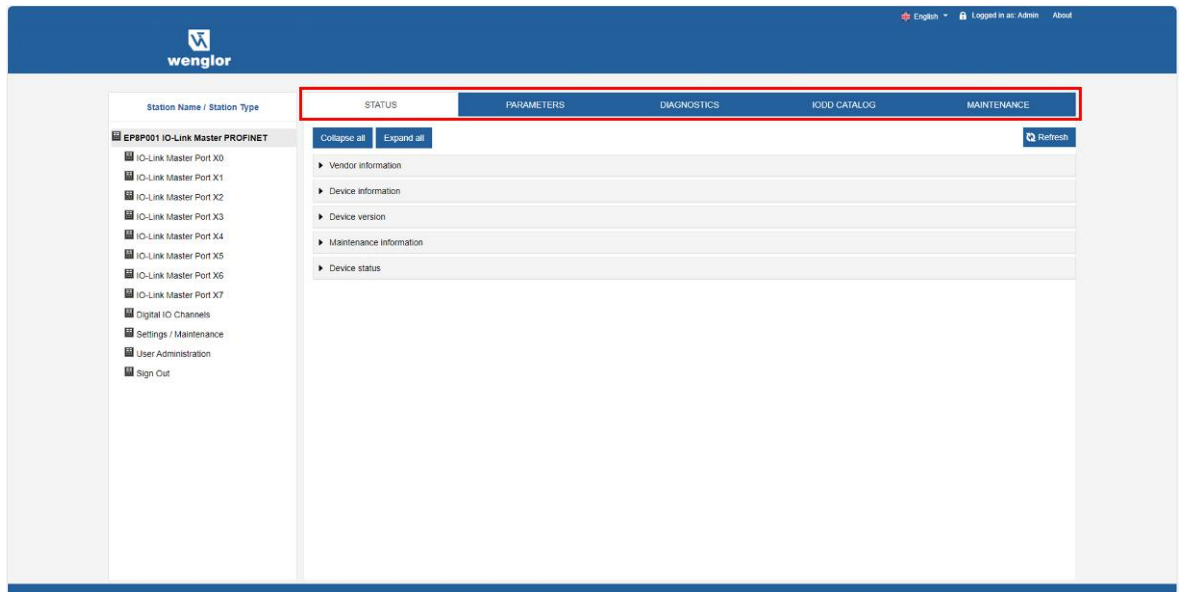 English Logged in as: Admin About
wenglor
Station Name / Station Type
STATUS PARAMETERS DIAGNOSTICS IODD CATALOG MAINTENANCE
EP8P001 IO-Link Master PROFINET
IO-Link Master Port X0
IO-Link Master Port X1
IO-Link Master Port X2
IO-Link Master Port X3
IO-Link Master Port X4
IO-Link Master Port X5
IO-Link Master Port X6
IO-Link Master Port X7
Digital IO Channels
Settings / Maintenance
User Administration
Sign Out
Collapse all Expand all Refresh
Vendor information
Device information
Device version
Maintenance information
Device status